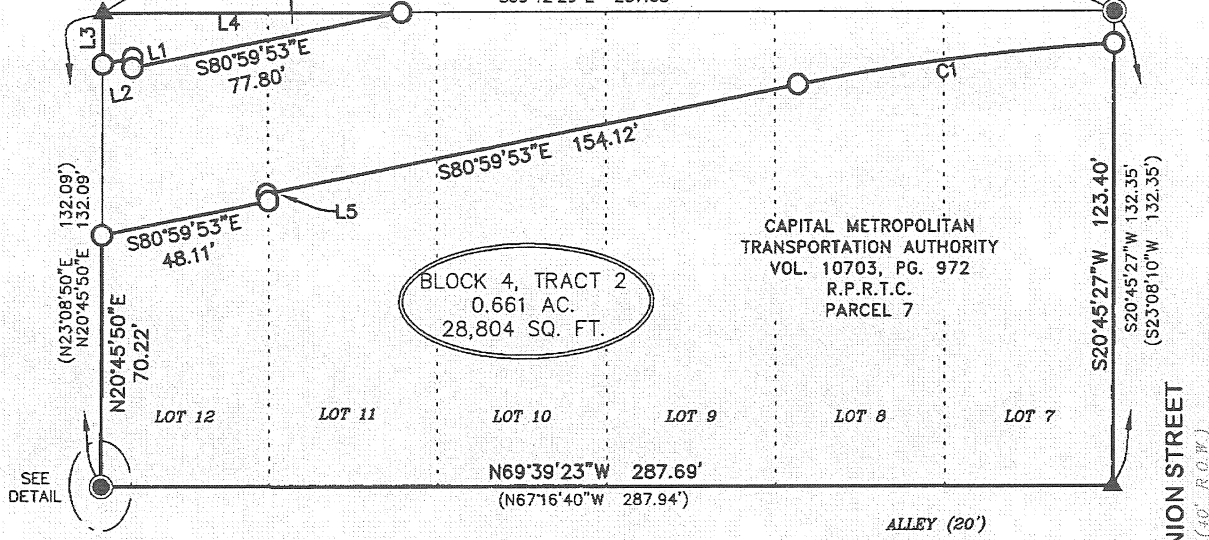 L4
L3
L1
S80°59'53"E
77.80'
L2
C1
S80°59'53"E 154.12'
L5
S80°59'53"E
48.11'
(N23°08'50"E 132.09')
N20°45'50"E 132.09'
N20°45'50"E
70.22'
BLOCK 4, TRACT 2
0.661 AC.
28,804 SQ. FT.
CAPITAL METROPOLITAN
TRANSPORTATION AUTHORITY
VOL. 10703, PG. 972
R.P.R.T.C.
PARCEL 7
S20°45'27"W 123.40'
S20°45'27"W 132.35'
(S23°08'10"W 132.35')
LOT 12
LOT 11
LOT 10
LOT 9
LOT 8
LOT 7
SEE
DETAIL
N69°39'23"W 287.69'
(N67°16'40"W 287.94')
ALLEY (20')
NION STREET
(40' R.O.W.)